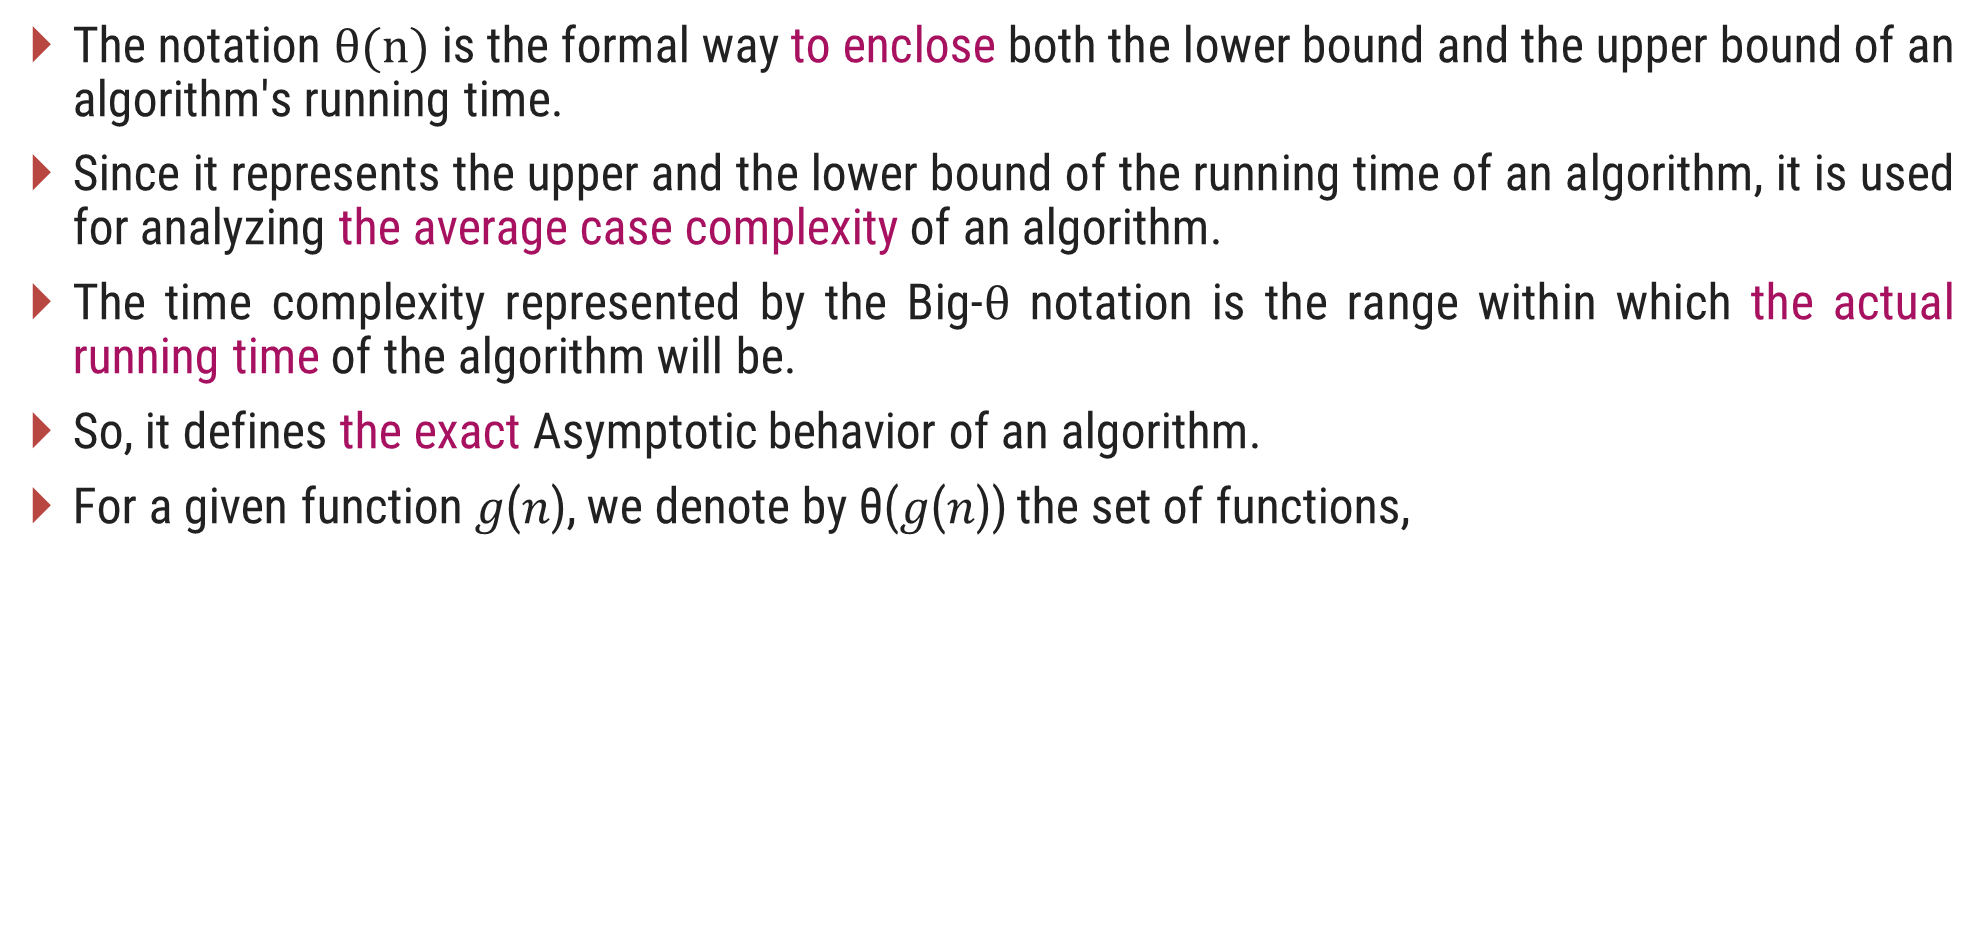 The notation θ(n) is the formal way to enclose both the lower bound and the upper bound of an
algorithm's running time.
Since it represents the upper and the lower bound of the running time of an algorithm, it is used
for analyzing the average case complexity of an algorithm.
The time complexity represented by the Big-θ notation is the range within which the actual
running time of the algorithm will be.
So, it defines the exact Asymptotic behavior of an algorithm.
For a given function g(n), we denote by θ(g(n)) the set of functions,